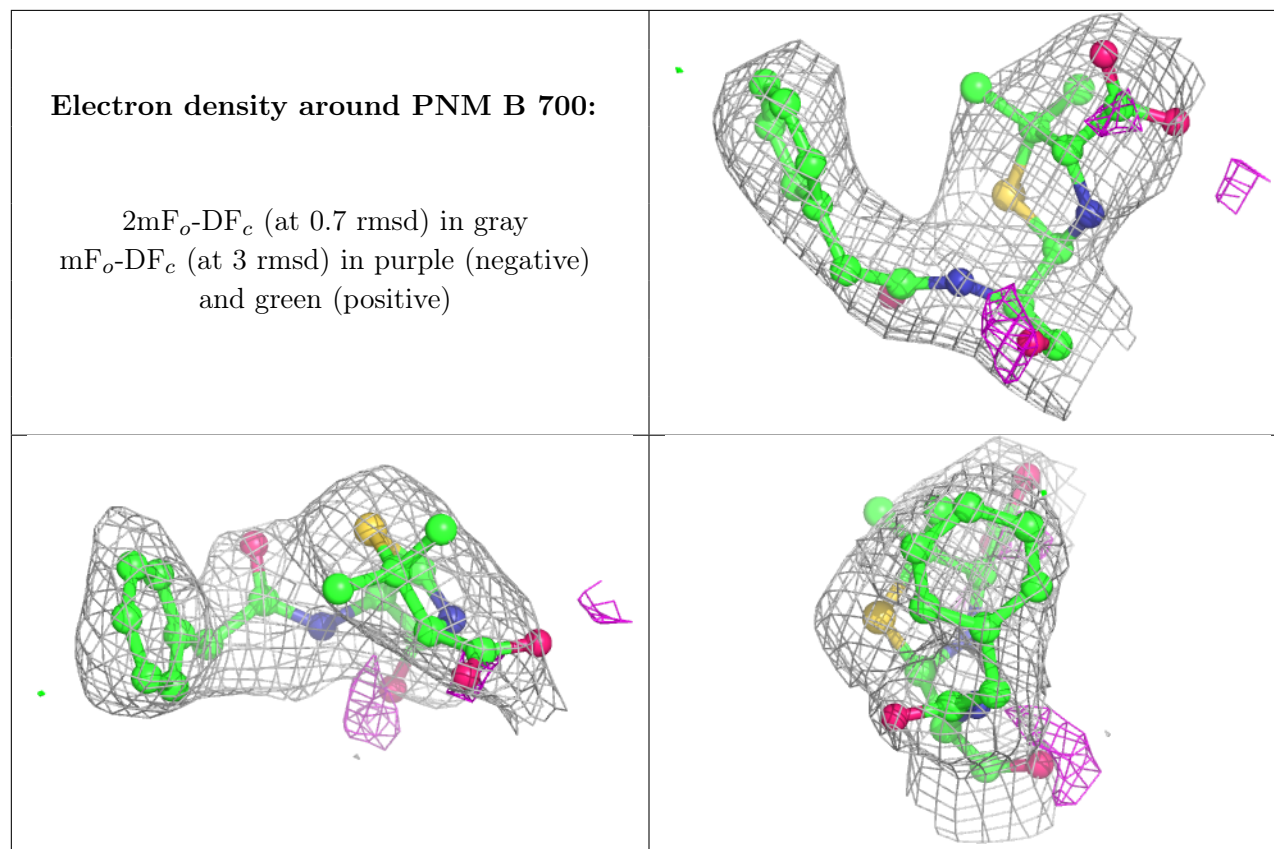 Electron density around PNM B 700:
2mFo-DFc (at 0.7 rmsd) in gray
mFo-DFc (at 3 rmsd) in purple (negative)
and green (positive)